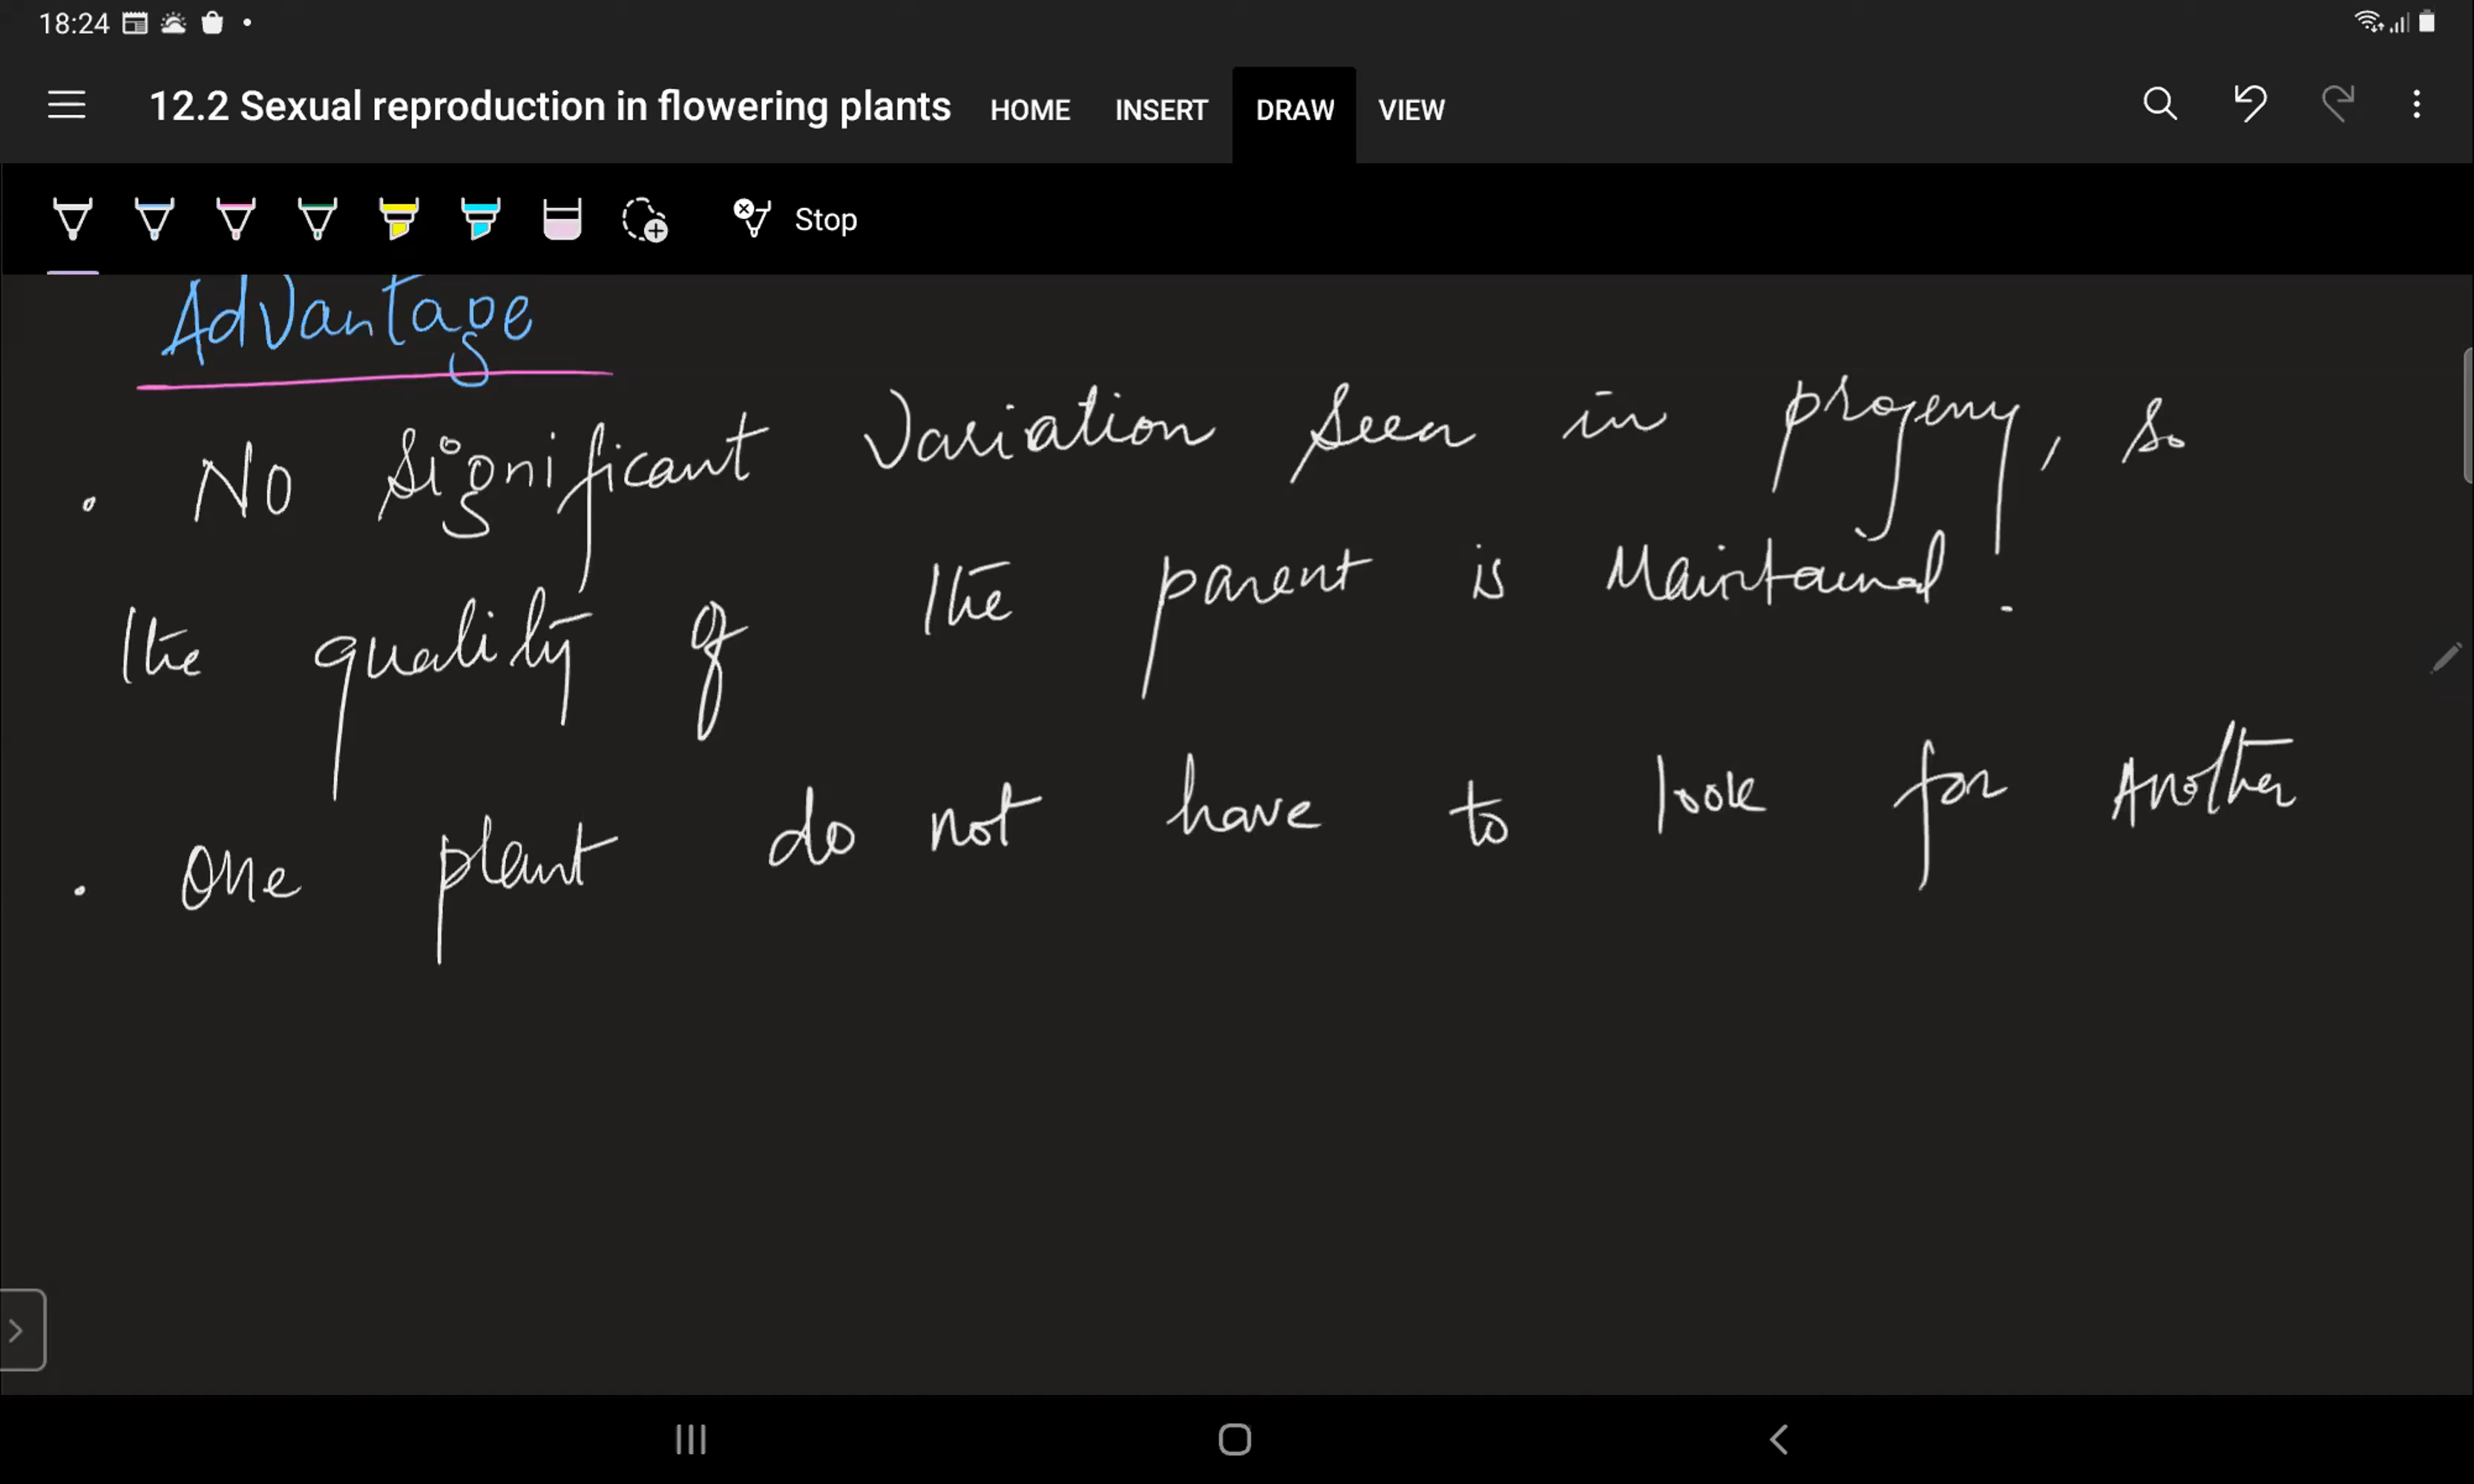 18:24
12.2 Sexual reproduction in flowering plants HOME INSERT DRAW VIEW
Stop
Advantage
. No significant variation seen in progeny, so
the quality of the parent is Maintained.
. One plant do not have to look for Another